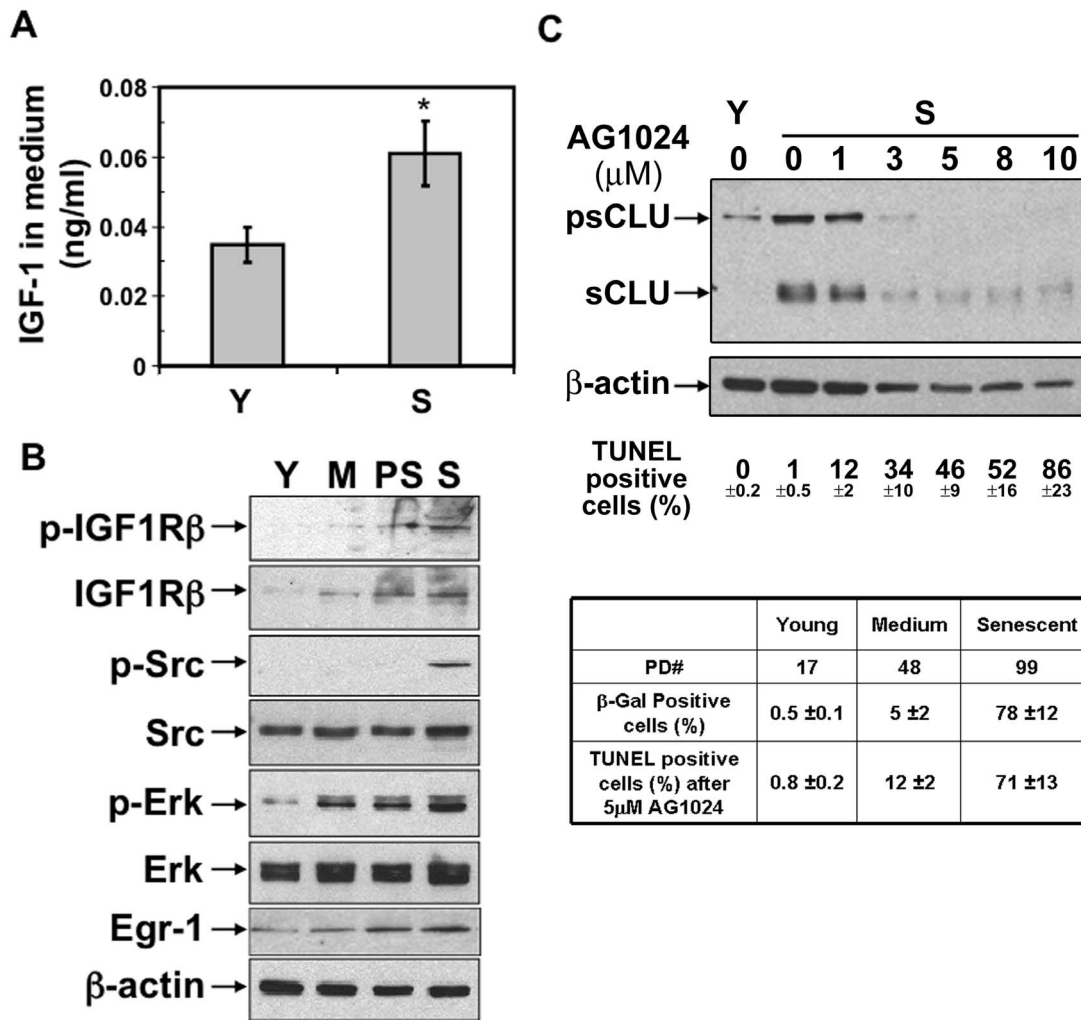 A
IGF-1 in medium
(ng/ml)
0.08
0.06
0.04
0.02
0
*
Y S
B
Y M PS S
p-IGF1Rβ
IGF1Rβ
p-Src
Src
p-Erk
Erk
Egr-1
β-actin
C
Y S
AG1024
(μM)
0 0 1 3 5 8 10
psCLU
sCLU
β-actin
TUNEL
positive
cells (%)
0 1 12 34 46 52 86
±0.2 ±0.5 ±2 ±10 ±9 ±16 ±23
Young Medium Senescent
PD# 17 48 99
β-Gal Positive
cells (%)
0.5 ±0.1 5 ±2 78 ±12
TUNEL positive
cells (%) after
5μM AG1024
0.8 ±0.2 12 ±2 71 ±13